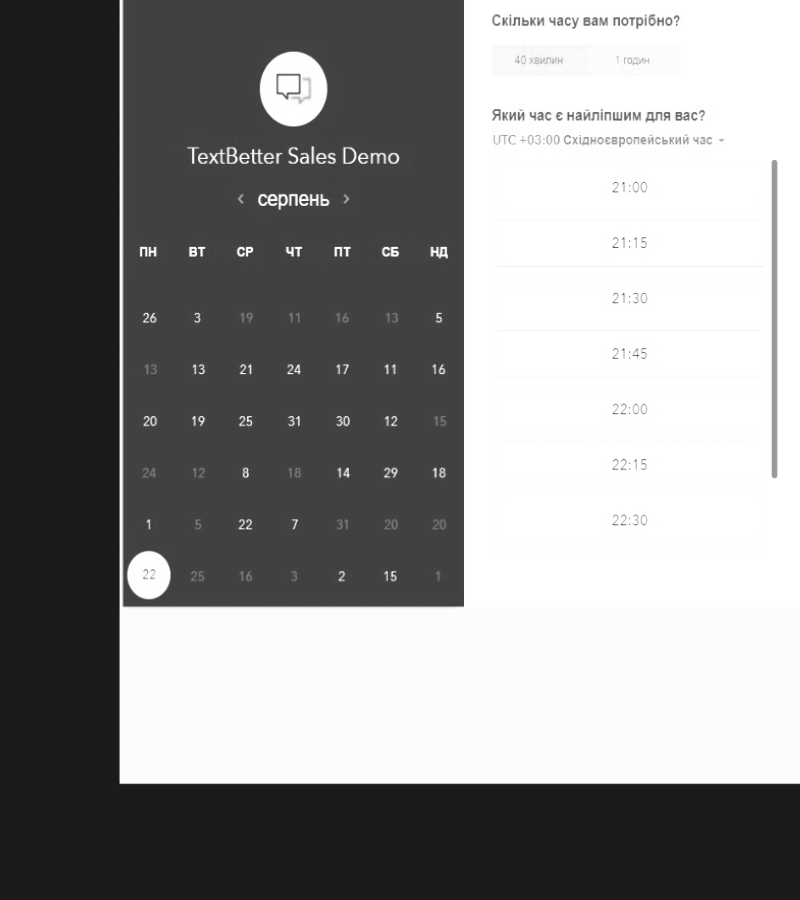 TextBetter Sales Demo
‹ серпень ›
ПН ВТ СР ЧТ ПТ СБ НД
26 3 19 11 16 13 5
13 13 21 24 17 11 16
20 19 25 31 30 12 15
24 12 8 18 14 29 18
1 5 22 7 31 20 20
22 25 16 3 2 15 1
Скільки часу вам потрібно?
40 хвилин 1 годин
Який час є найліпшим для вас?
UTC +03:00 Східноєвропейський час
21:00
21:15
21:30
21:45
22:00
22:15
22:30